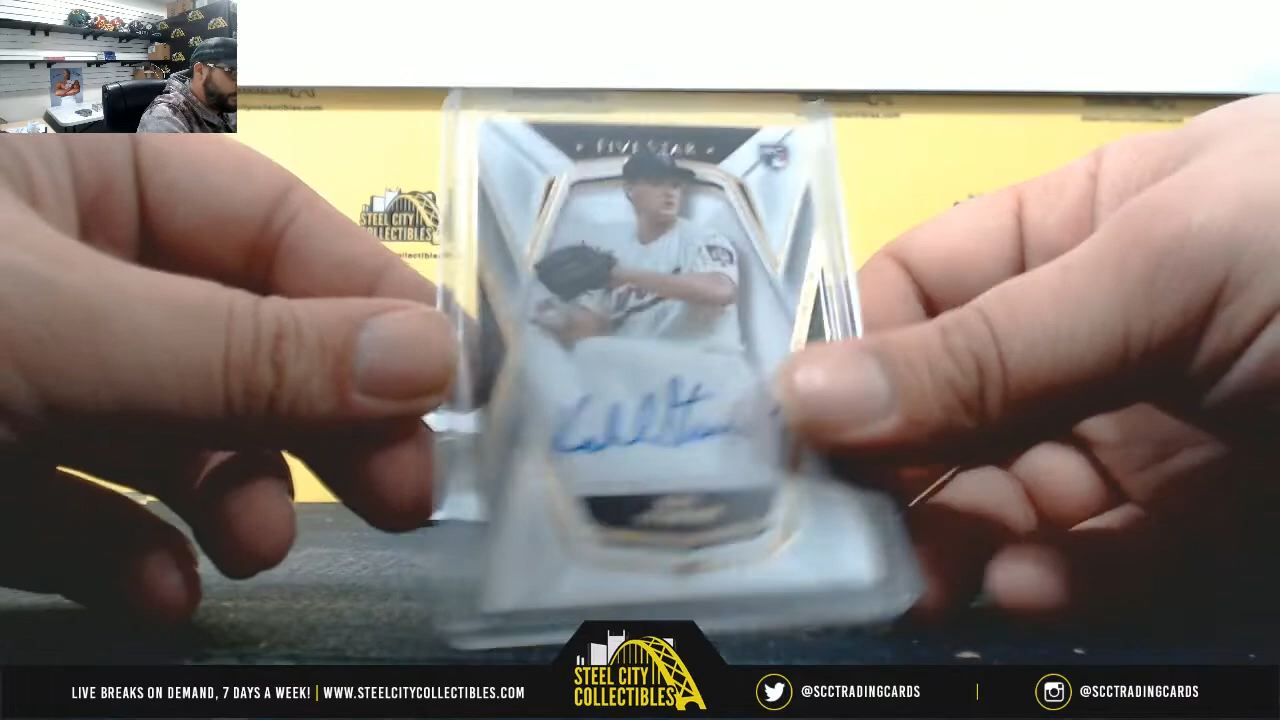 FIVE STAR
STEEL CITY
COLLECTIBLES
STEEL CITY
COLLECTIBLES
LIVE BREAKS ON DEMAND, 7 DAYS A WEEK! | WWW.STEELCITYCOLLECTIBLES.COM
@SCCTRADINGCARDS
@SCCTRADINGCARDS